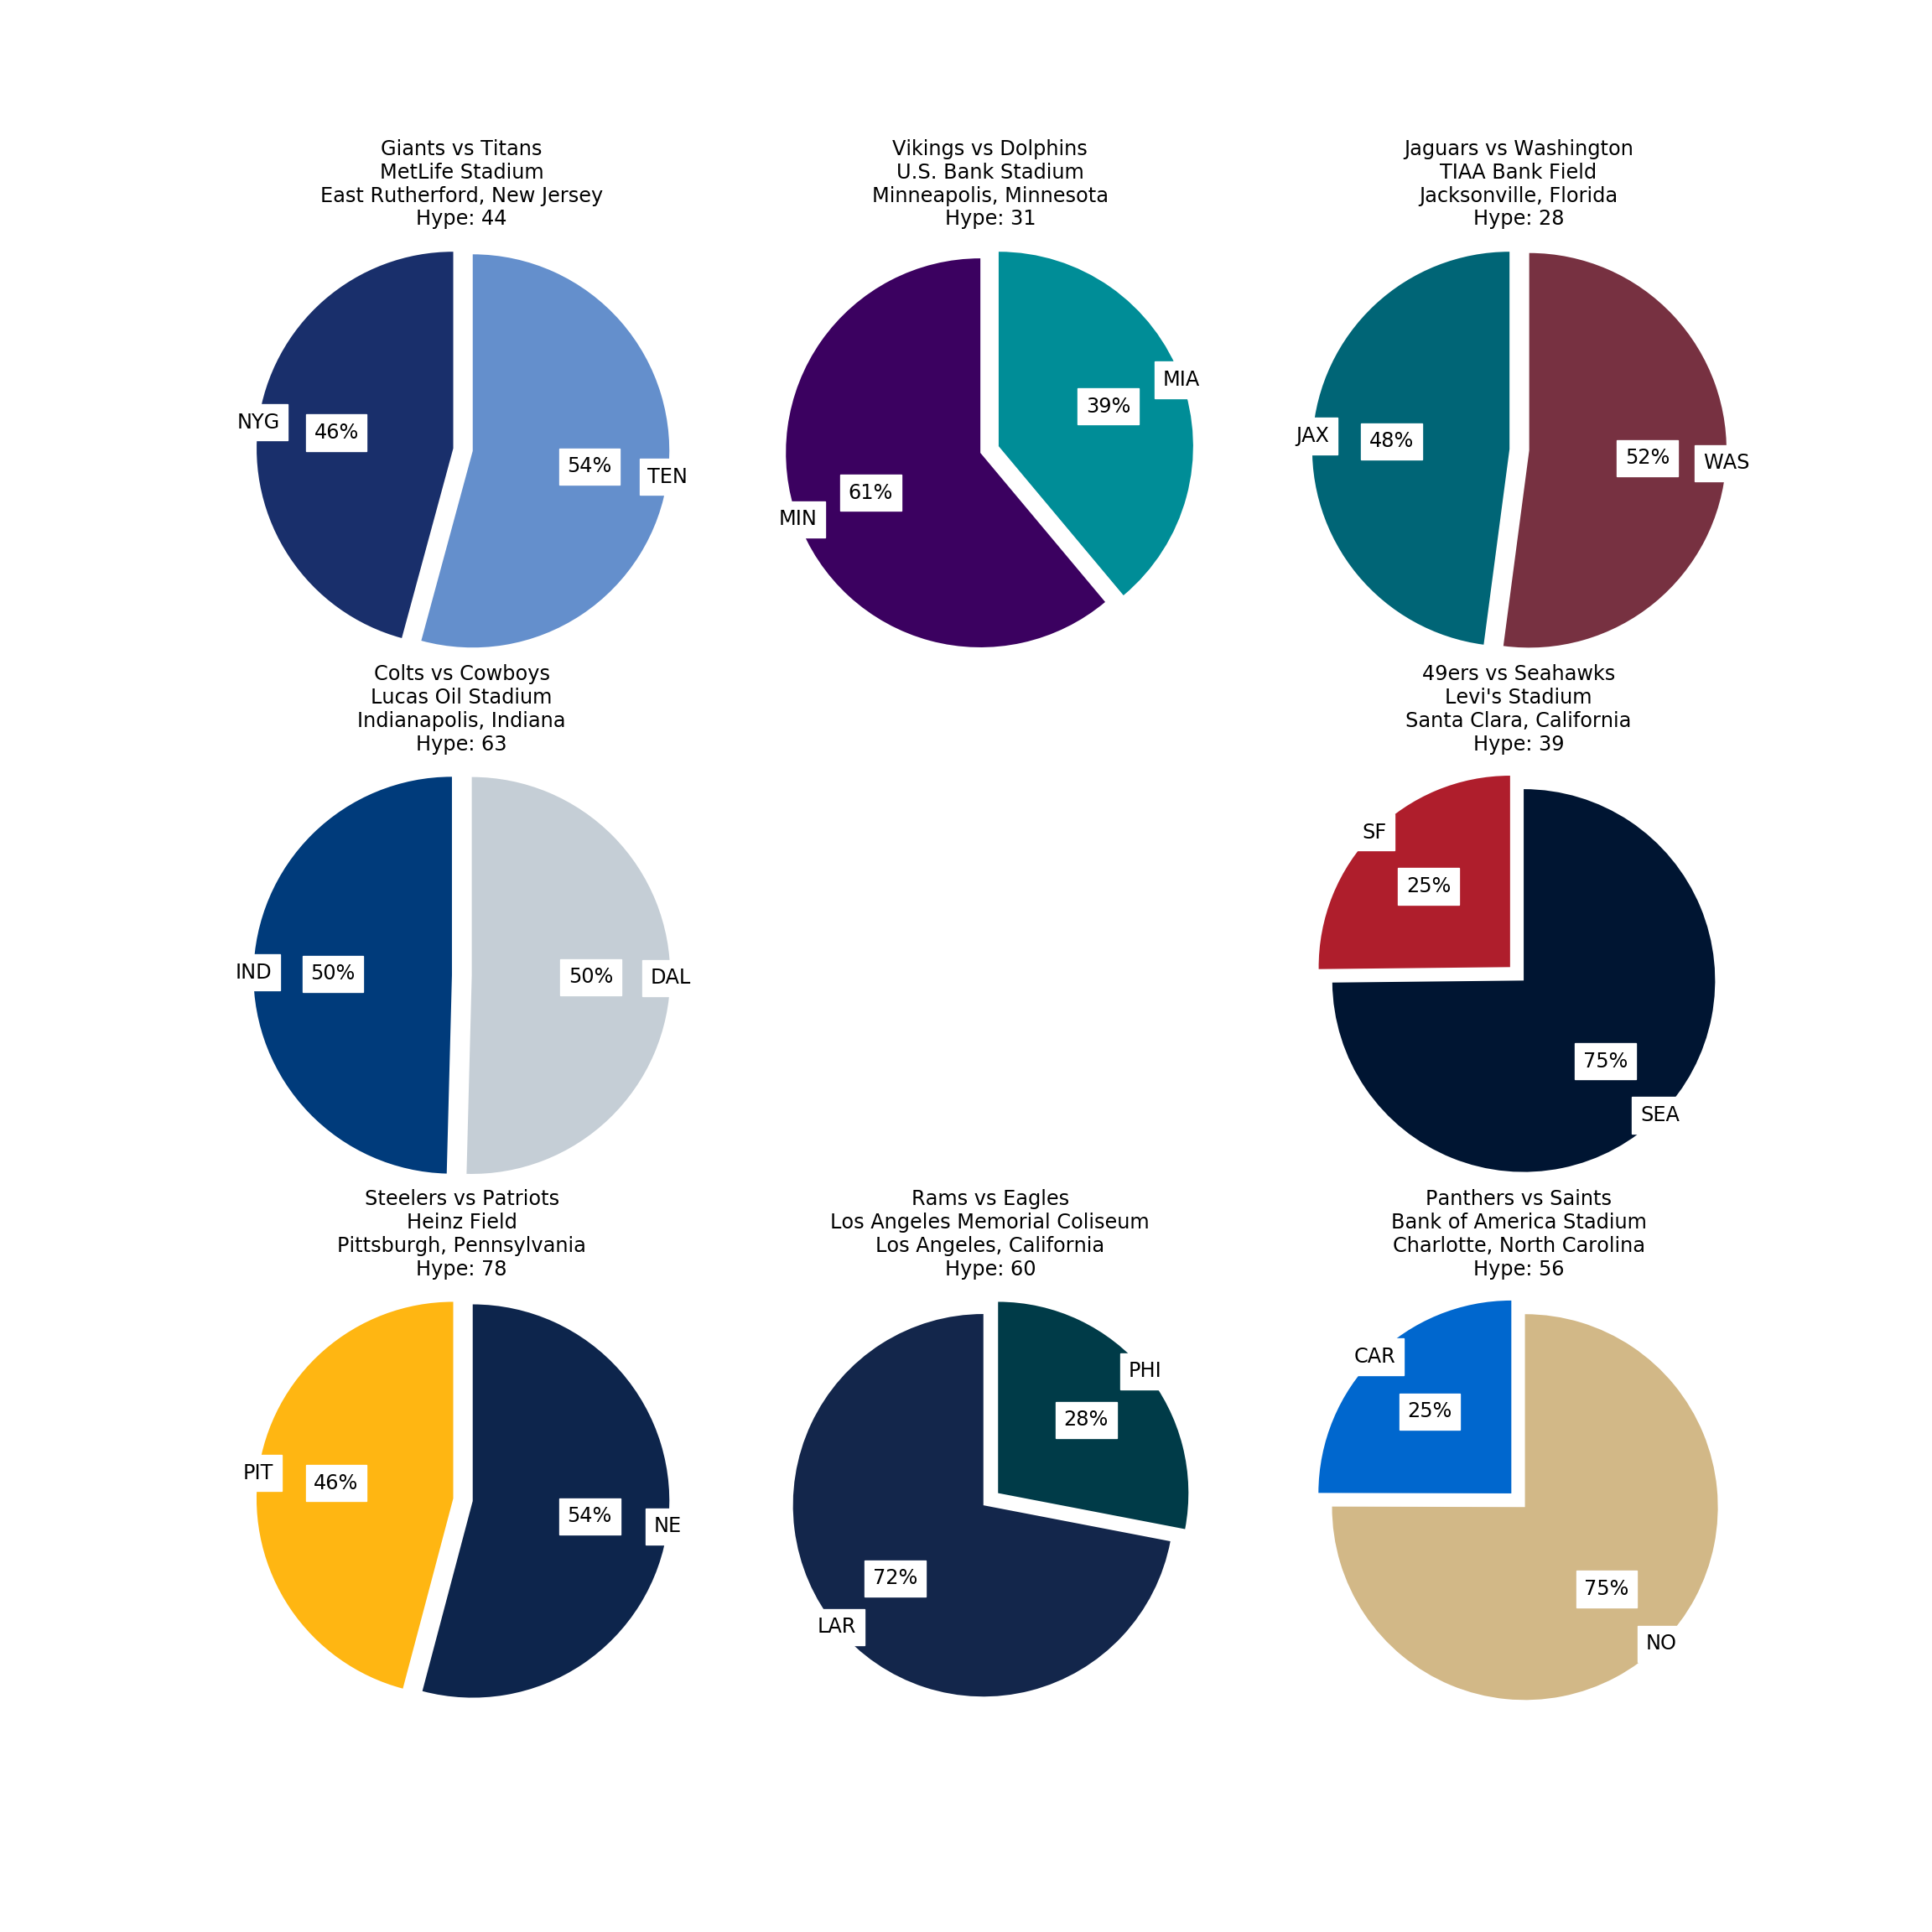 Giants vs Titans
MetLife Stadium
East Rutherford, New Jersey
Hype: 44
NYG
46%
54%
TEN
Vikings vs Dolphins
U.S. Bank Stadium
Minneapolis, Minnesota
Hype: 31
MIA
39%
61%
MIN
Jaguars vs Washington
TIAA Bank Field
Jacksonville, Florida
Hype: 28
JAX
48%
52%
WAS
Colts vs Cowboys
Lucas Oil Stadium
Indianapolis, Indiana
Hype: 63
IND
50%
50%
DAL
49ers vs Seahawks
Levi's Stadium
Santa Clara, California
Hype: 39
SF
25%
75%
SEA
Steelers vs Patriots
Heinz Field
Pittsburgh, Pennsylvania
Hype: 78
PIT
46%
54%
NE
Rams vs Eagles
Los Angeles Memorial Coliseum
Los Angeles, California
Hype: 60
PHI
28%
72%
LAR
Panthers vs Saints
Bank of America Stadium
Charlotte, North Carolina
Hype: 56
CAR
25%
75%
NO